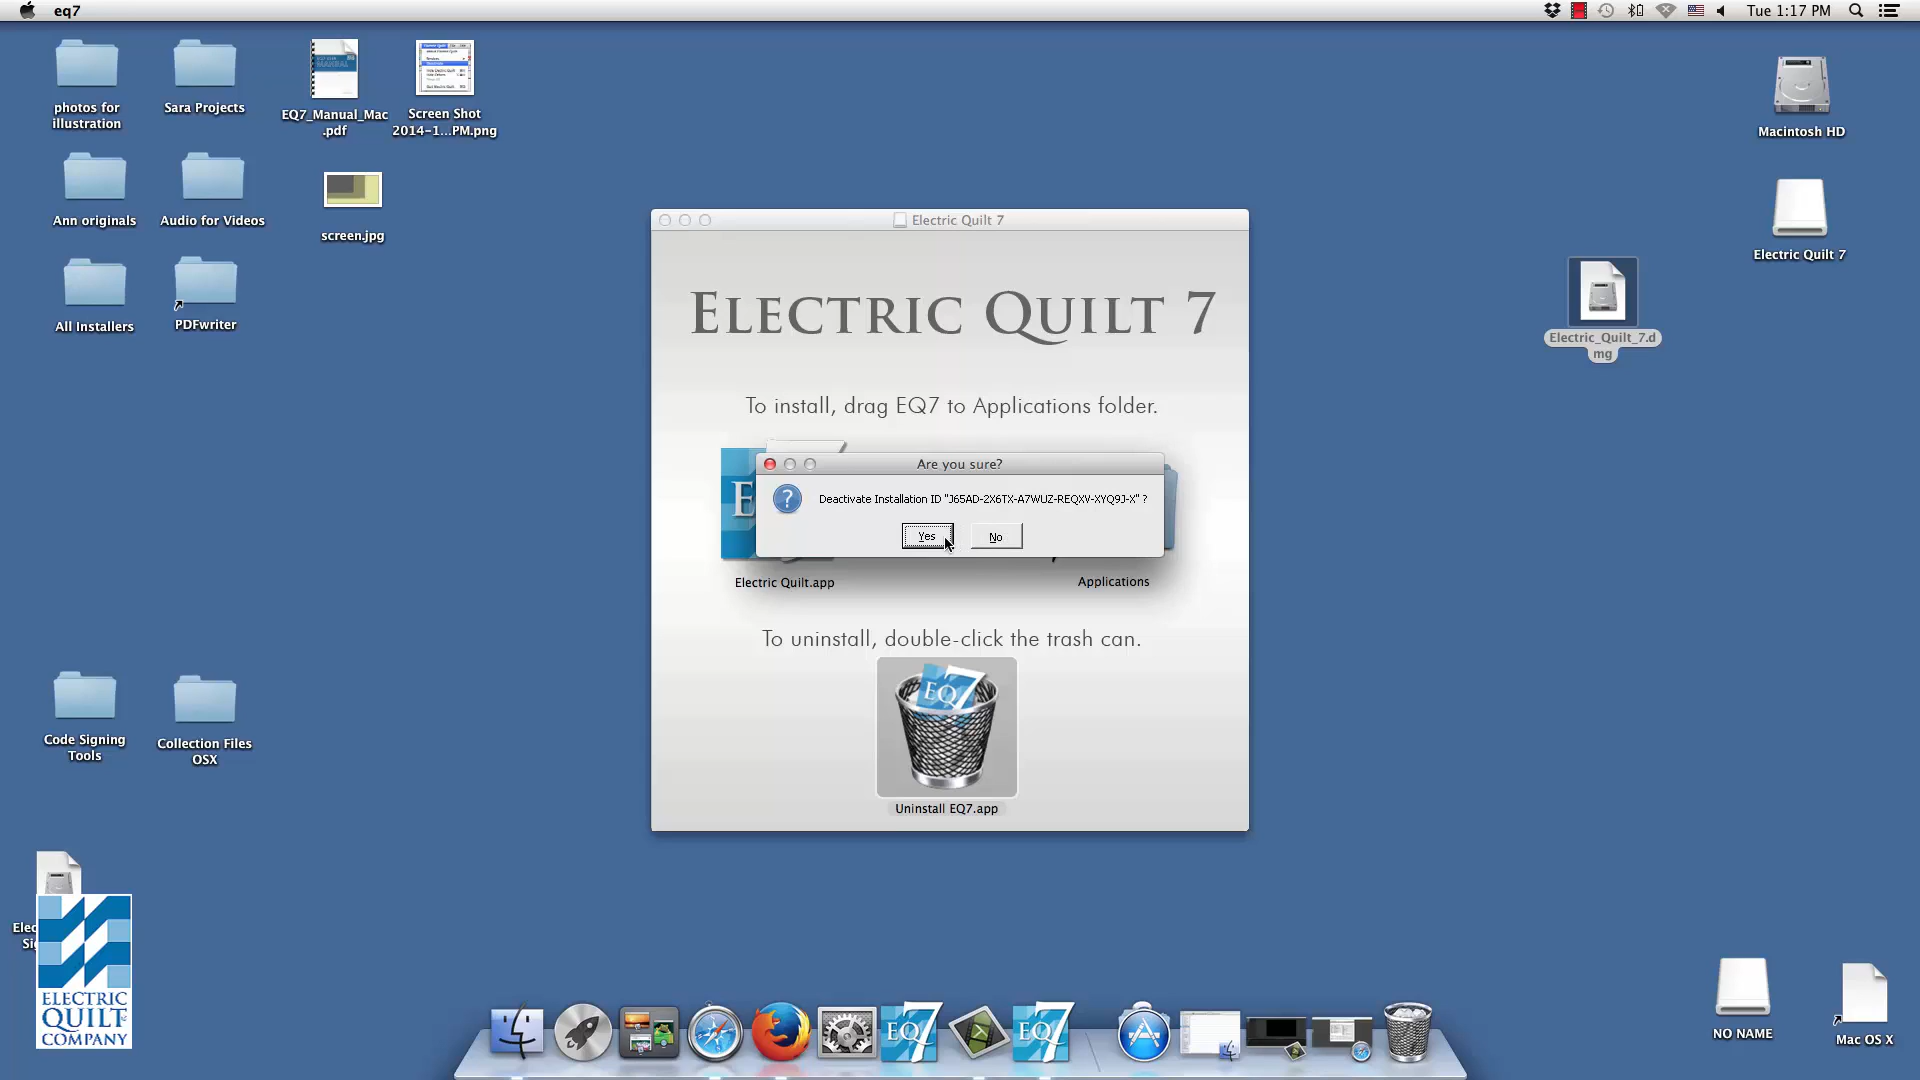 eq7
Tue 1:17 PM
photos for
illustration
Sara Projects
MANUAL
EQ7_Manual_Mac
.pdf
Screen Shot
2014-1...PM.png
Macintosh HD
Ann originals
Audio for Videos
screen.jpg
Electric Quilt 7
Electric Quilt 7
All Installers
PDFwriter
ELECTRIC QUILT 7
Electric_Quilt_7.d
mg
To install, drag EQ7 to Applications folder.
Are you sure?
Deactivate Installation ID "J65AD-2X6TX-A7WUZ-REQXV-XYQ9J-X" ?
Yes
No
Electric Quilt.app
Applications
To uninstall, double-click the trash can.
EQ7
Uninstall EQ7.app
Code Signing
Tools
Collection Files
OSX
Elec
Sig
ELECTRIC
QUILT
COMPANY
EQ7
EQ7
NO NAME
Mac OS X